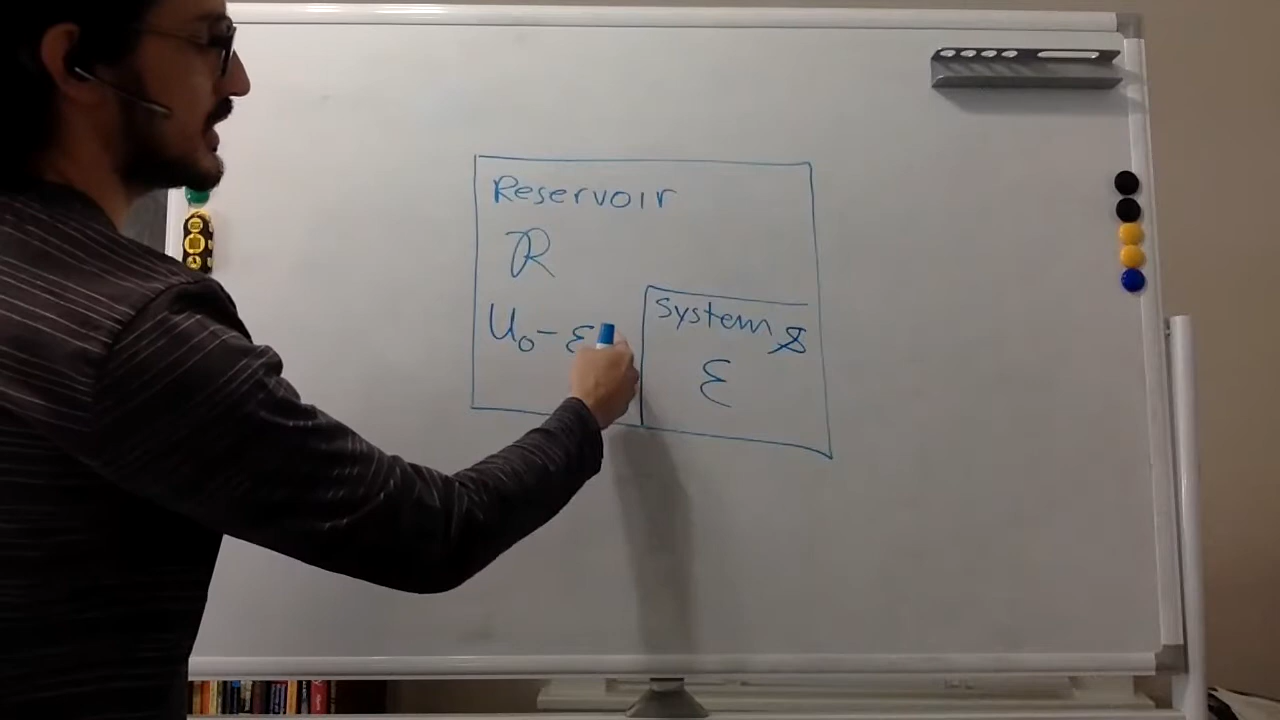 Reservoir
R
U₀ - ε
System S
ε